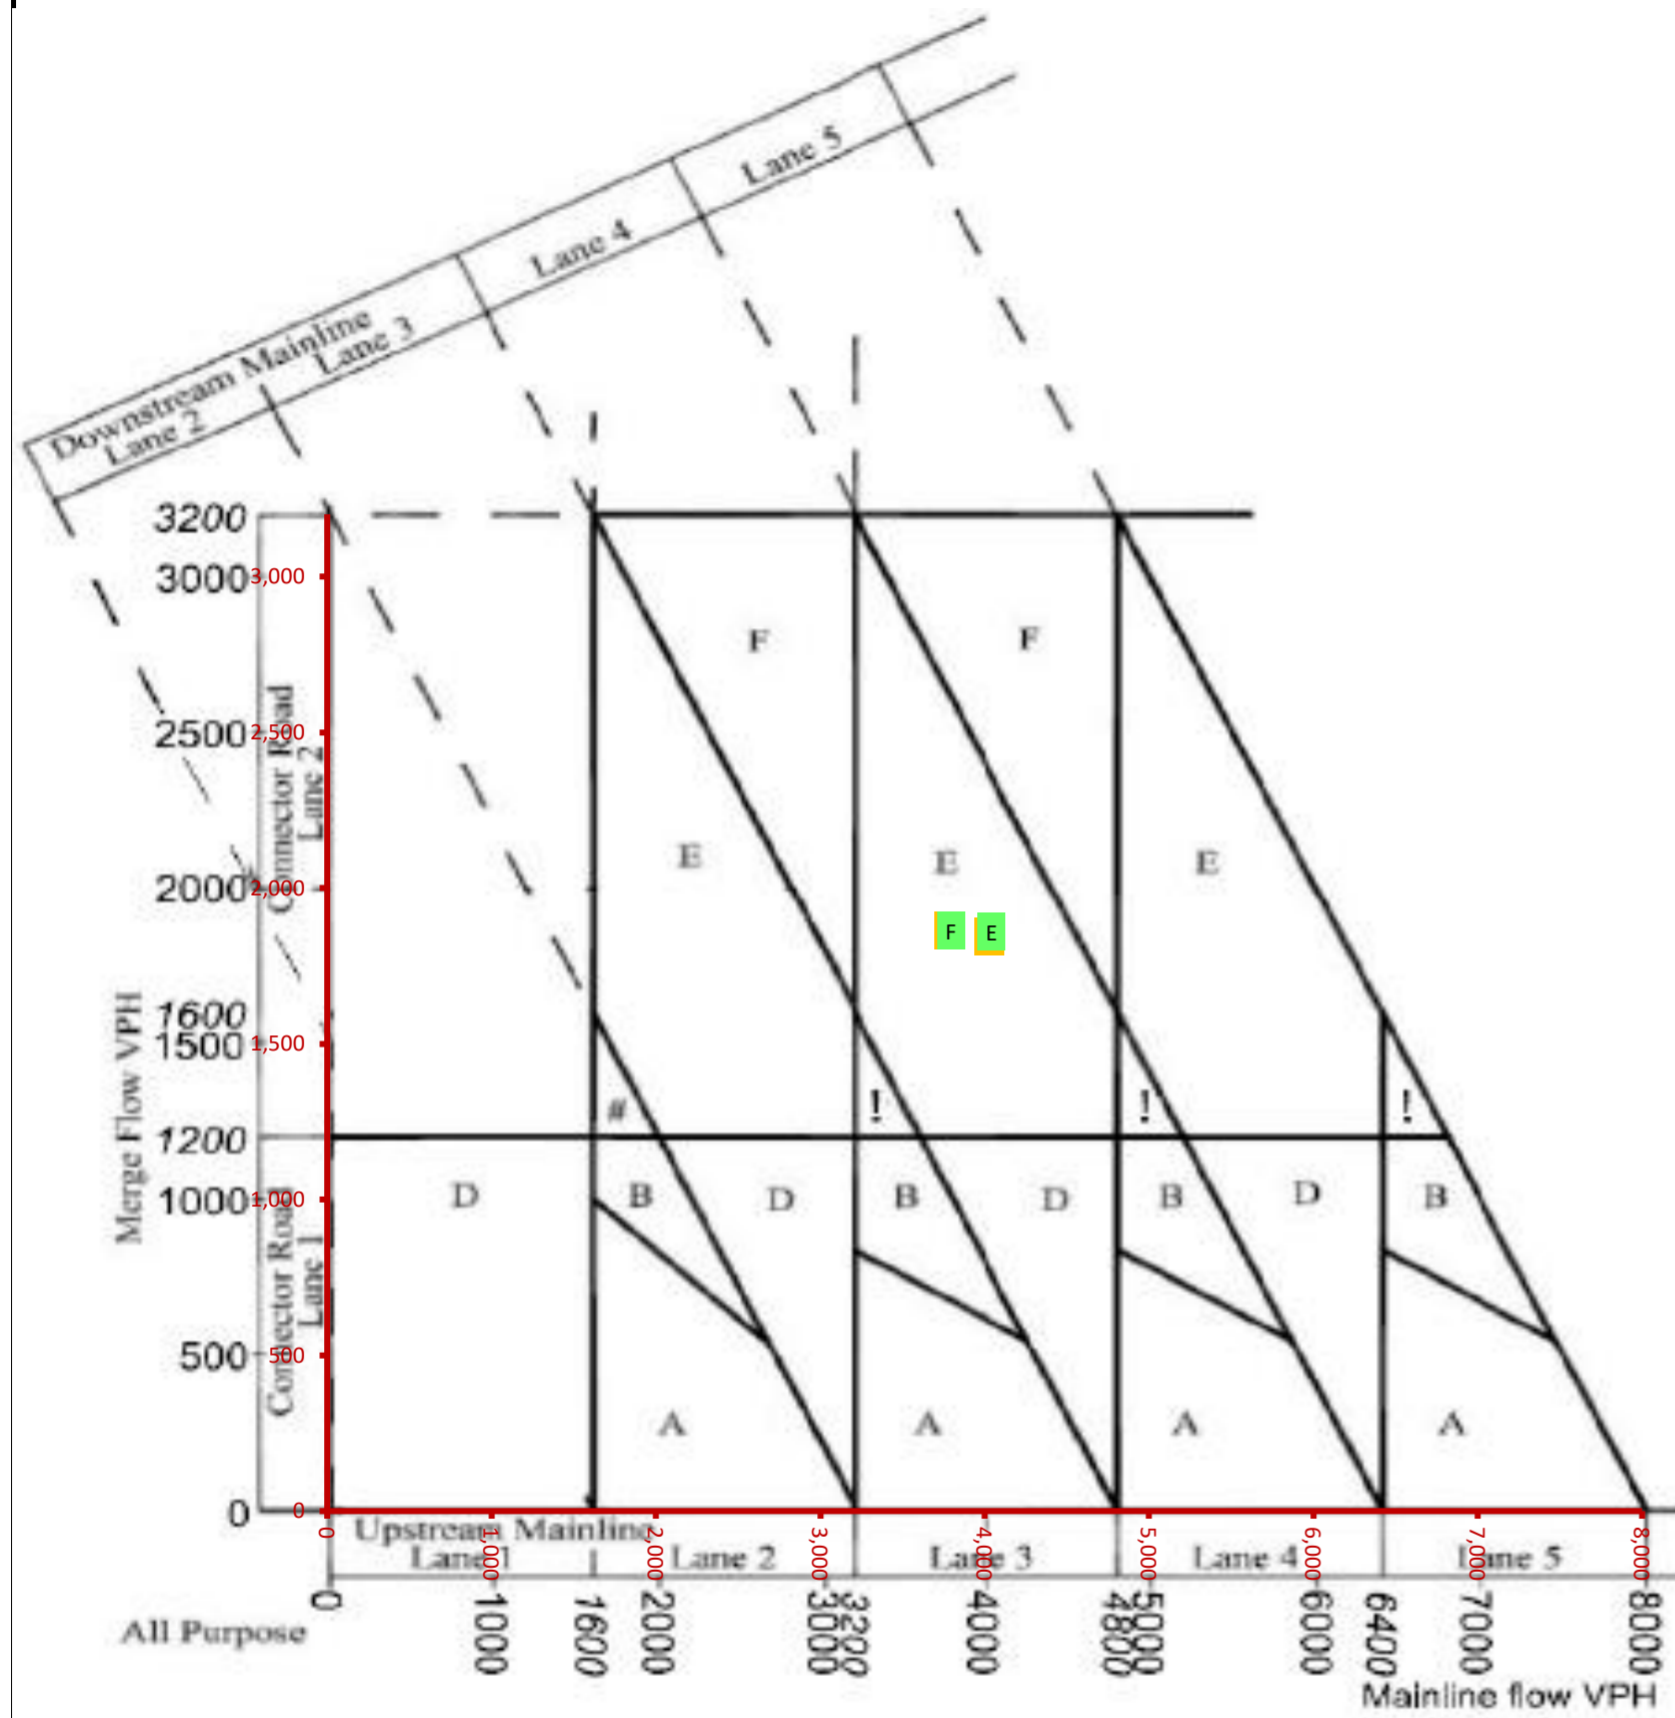 Lane 5
Lane 4
Downstream Mainline
Lane 3
Lane 2
3200
3000
3,000
F
F
2500
2,500
Connector Road
Lane 2
E
E
E
2000
2,000
F
E
Merge Flow VPH
1600
1500
1,500
#
!
!
!
1200
1000
1,000
D
B
D
B
D
B
D
B
Connector Road
Lane 1
500
500
A
A
A
A
0
0
Upstream Mainline
Lane 1
Lane 2
Lane 3
Lane 4
Lane 5
0
1,000
2,000
3,000
4,000
5,000
6,000
7,000
8,000
All Purpose
0
1000
1600
2000
3000
3200
4000
4800
5000
6000
6400
7000
8000
Mainline flow VPH